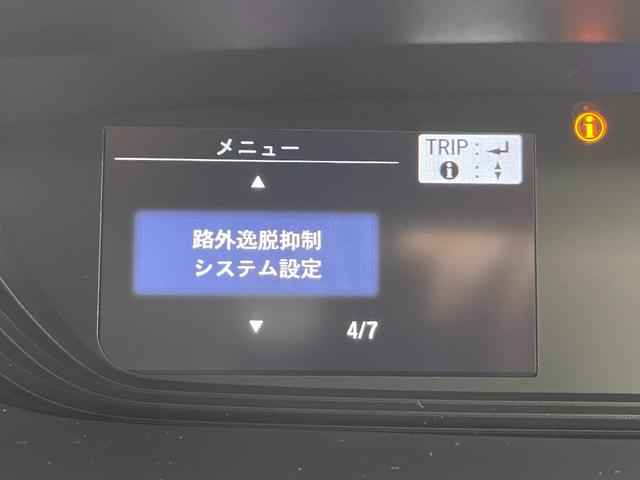 メニュー
TRIP : ↵
i : ▲▼
▲
路外逸脱抑制
システム設定
▼
4/7
i